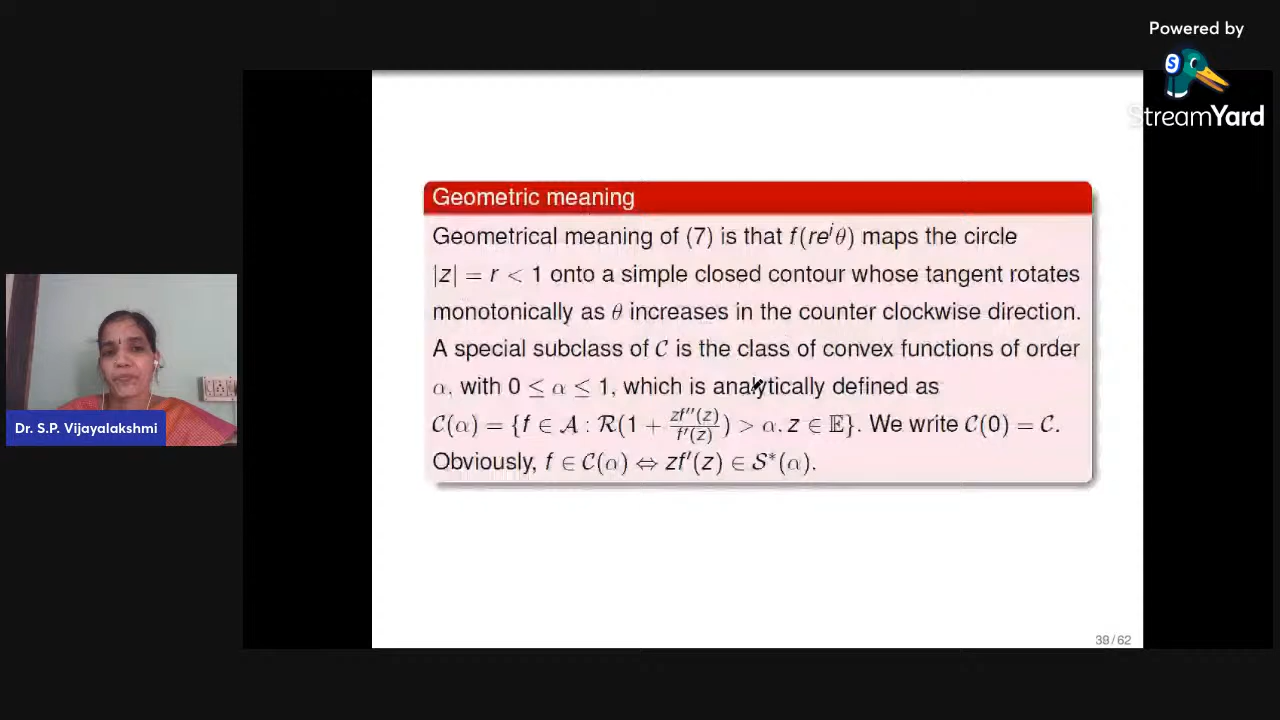 Powered by
S
StreamYard
Geometric meaning
Geometrical meaning of (7) is that f(reⁱθ) maps the circle
|z| = r < 1 onto a simple closed contour whose tangent rotates
monotonically as θ increases in the counter clockwise direction.
A special subclass of 𝒞 is the class of convex functions of order
α, with 0 ≤ α ≤ 1, which is analytically defined as
𝒞(α) = {f ∈ 𝒜 : ℛ(1 + zf''(z)/f'(z)) > α, z ∈ 𝔼}. We write 𝒞(0) = 𝒞.
Obviously, f ∈ 𝒞(α) ⇔ zf'(z) ∈ 𝒮*(α).
Dr. S.P. Vijayalakshmi
39/62